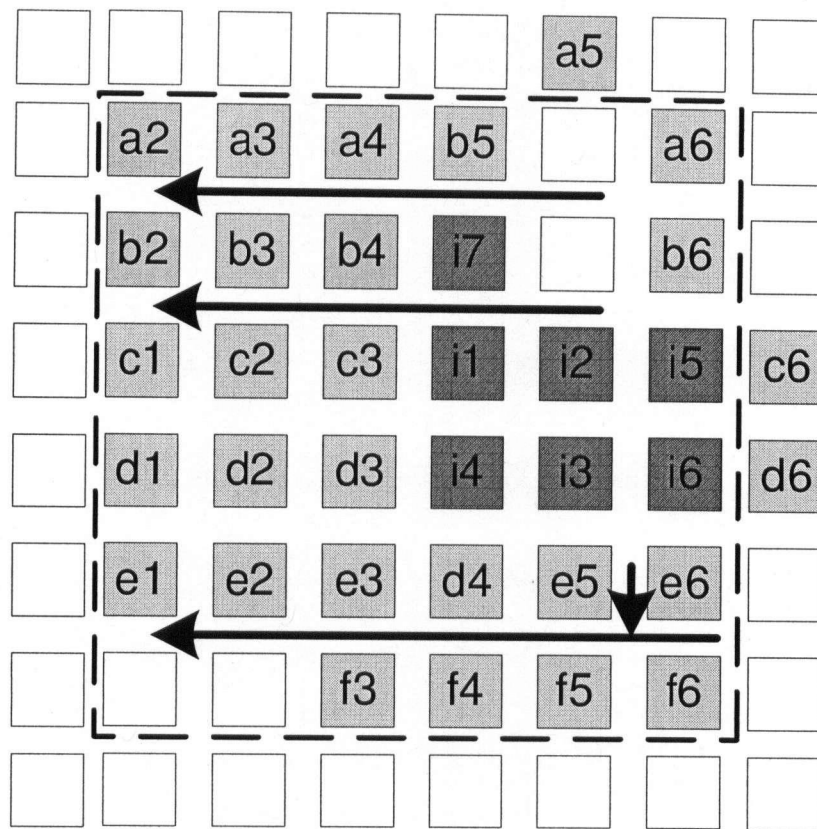 a5
a2 a3 a4 b5 a6
b2 b3 b4 i7 b6
c1 c2 c3 i1 i2 i5 c6
d1 d2 d3 i4 i3 i6 d6
e1 e2 e3 d4 e5 e6
f3 f4 f5 f6